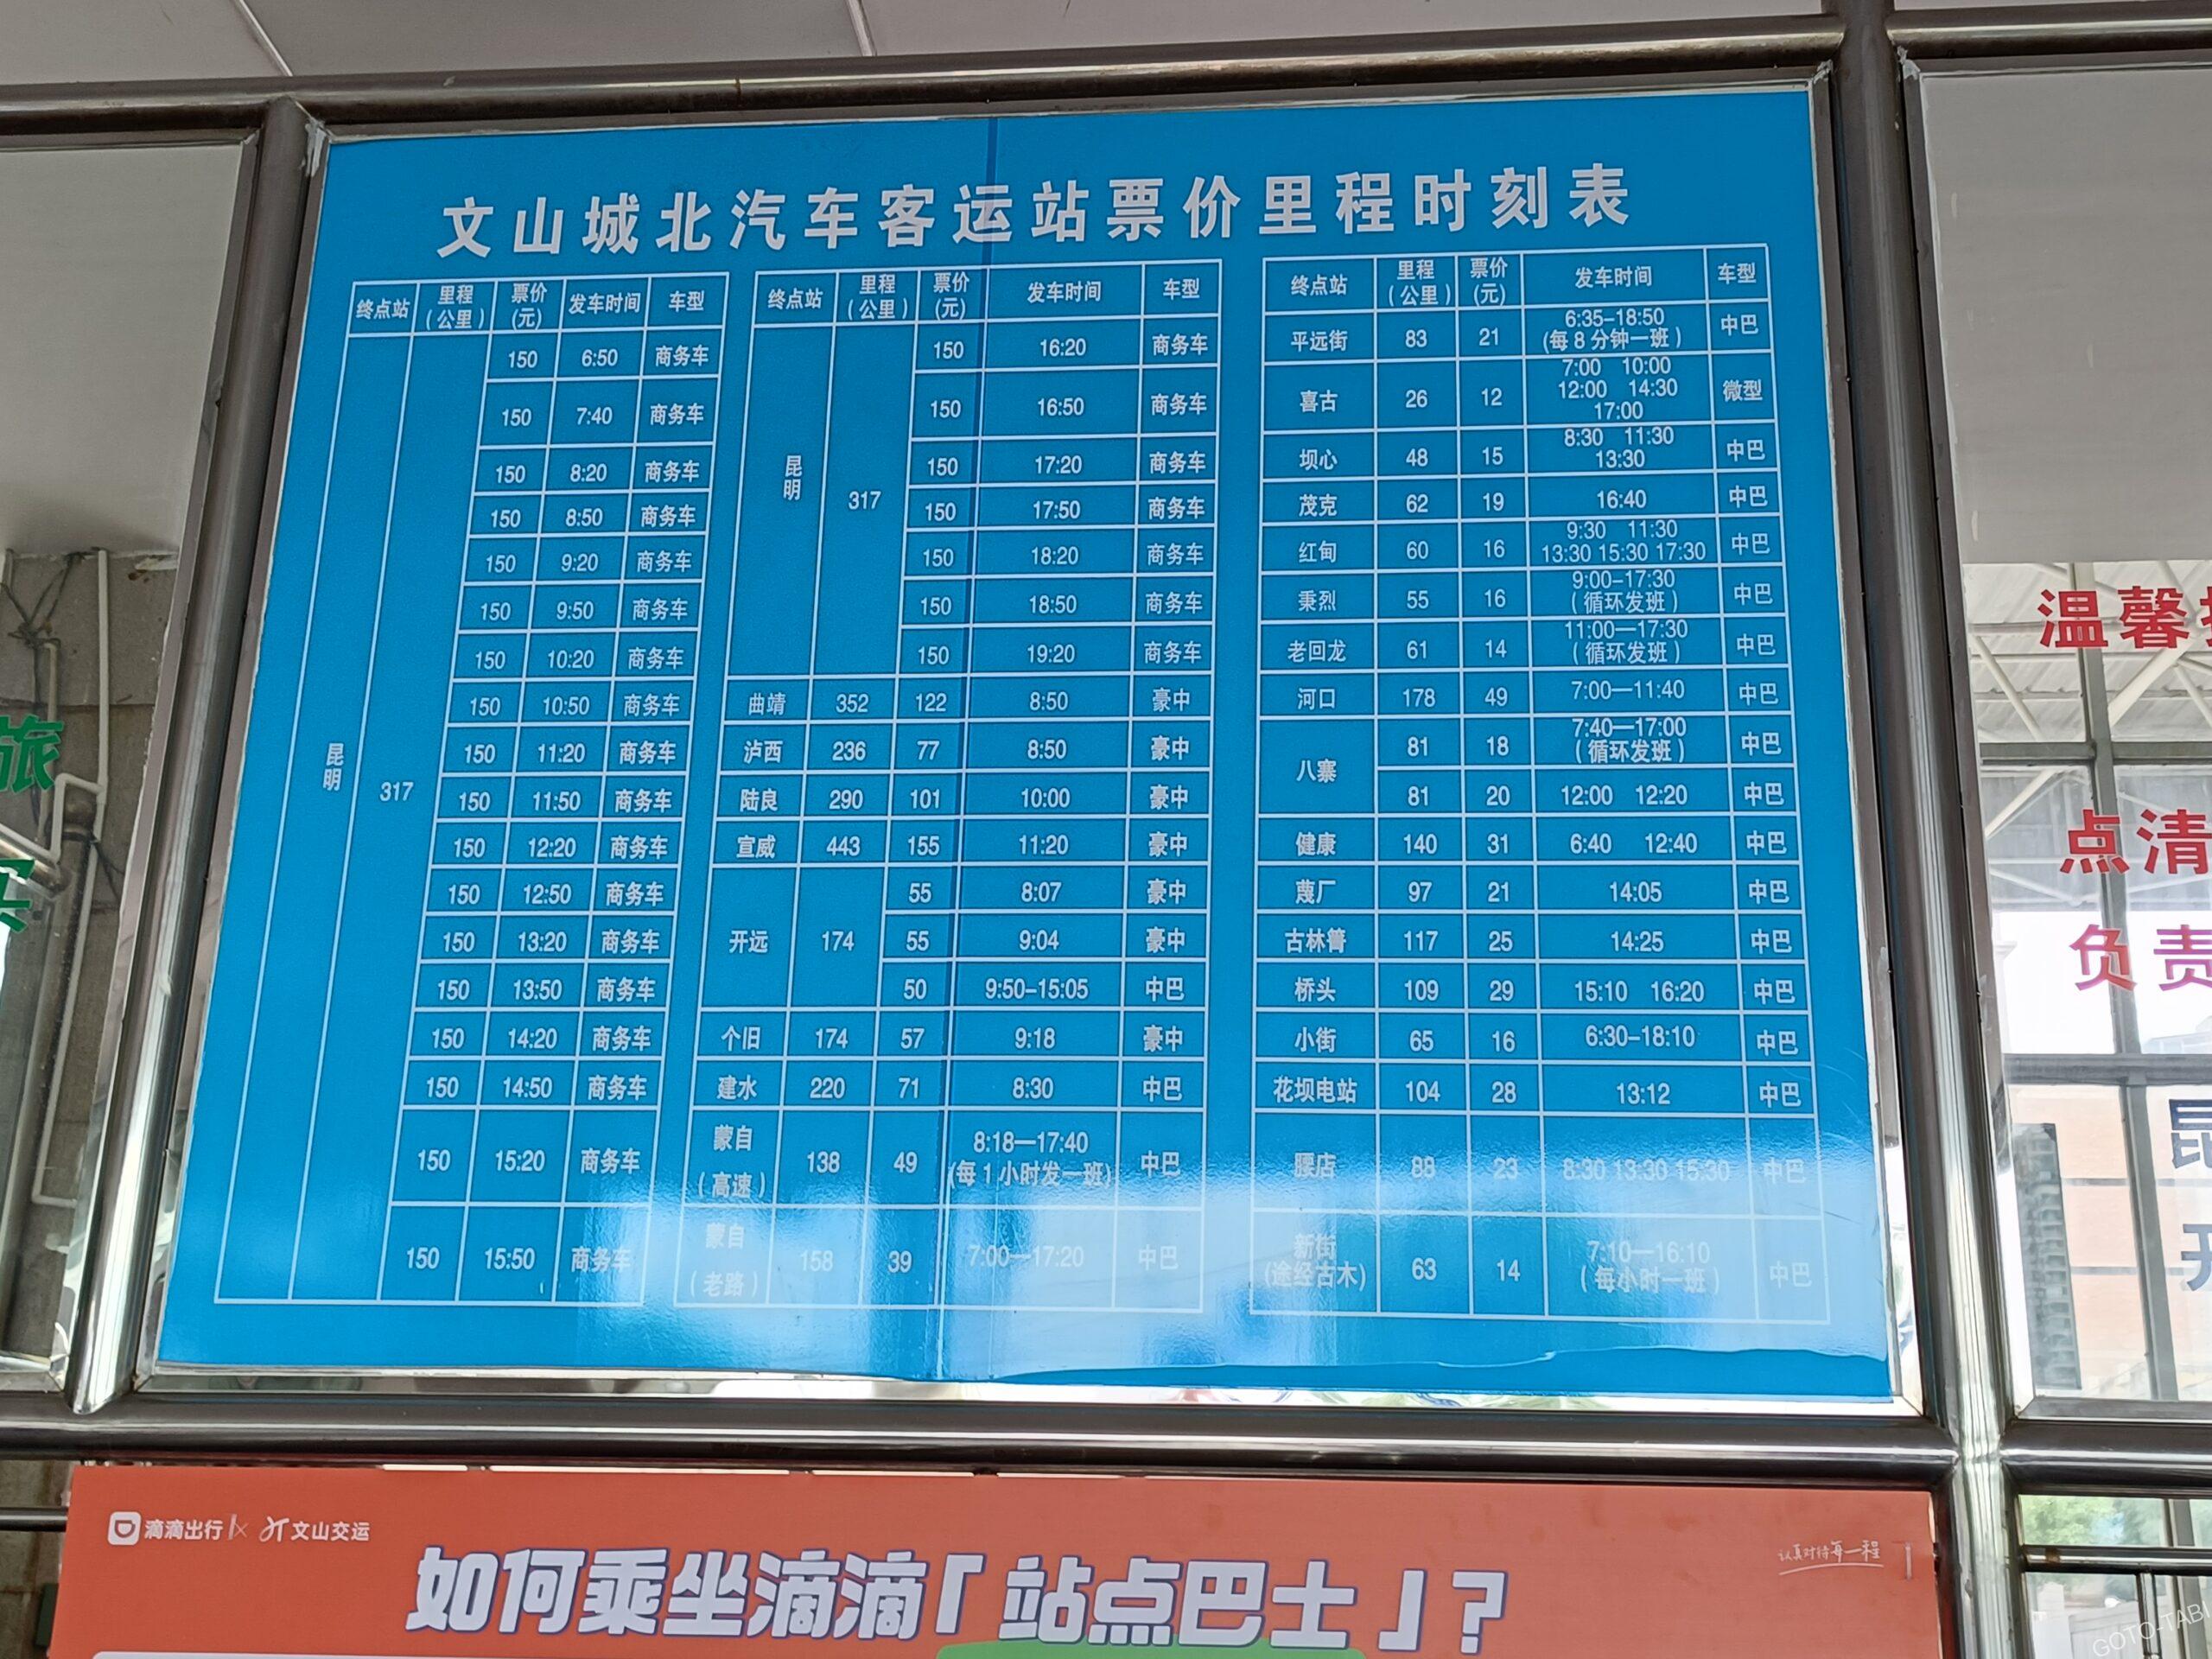 文山城北汽车客运站票价里程时刻表
终点站 里程（公里） 票价(元) 发车时间 车型
昆明 317 150 6:50 商务车
150 7:40 商务车
150 8:20 商务车
150 8:50 商务车
150 9:20 商务车
150 9:50 商务车
150 10:20 商务车
150 10:50 商务车
150 11:20 商务车
150 11:50 商务车
150 12:20 商务车
150 12:50 商务车
150 13:20 商务车
150 13:50 商务车
150 14:20 商务车
150 14:50 商务车
150 15:20 商务车
150 15:50 商务车
终点站 里程（公里） 票价(元) 发车时间 车型
昆明 317 150 16:20 商务车
150 16:50 商务车
150 17:20 商务车
150 17:50 商务车
150 18:20 商务车
150 18:50 商务车
150 19:20 商务车
曲靖 352 122 8:50 豪中
泸西 236 77 8:50 豪中
陆良 290 101 10:00 豪中
宣威 443 155 11:20 豪中
开远 174 55 8:07 豪中
55 9:04 豪中
50 9:50-15:05 中巴
个旧 174 57 9:18 豪中
建水 220 71 8:30 中巴
蒙自（高速） 138 49 8:18—17:40 (每1小时发一班) 中巴
蒙自（老路） 158 39 7:00—17:20 中巴
终点站 里程（公里） 票价(元) 发车时间 车型
平远街 83 21 6:35-18:50 (每8分钟一班) 中巴
喜古 26 12 7:00 10:00 12:00 14:30 17:00 微型
坝心 48 15 8:30 11:30 13:30 中巴
茂克 62 19 16:40 中巴
红甸 60 16 9:30 11:30 13:30 15:30 17:30 中巴
秉烈 55 16 9:00-17:30 (循环发班) 中巴
老回龙 61 14 11:00—17:30 (循环发班) 中巴
河口 178 49 7:00—11:40 中巴
八寨 81 18 7:40—17:00 (循环发班) 中巴
81 20 12:00 12:20 中巴
健康 140 31 6:40 12:40 中巴
蔑厂 97 21 14:05 中巴
古林箐 117 25 14:25 中巴
桥头 109 29 15:10 16:20 中巴
小街 65 16 6:30-18:10 中巴
花坝电站 104 28 13:12 中巴
腰店 88 23 8:30 13:30 15:30 中巴
新街(途经古木) 63 14 7:10—16:10 (每小时一班) 中巴
旅
买
温馨
点清
负责
昆
开
滴滴出行 × 文山交运
认真对待每一程
如何乘坐滴滴「站点巴士」?
GOTO-TABI